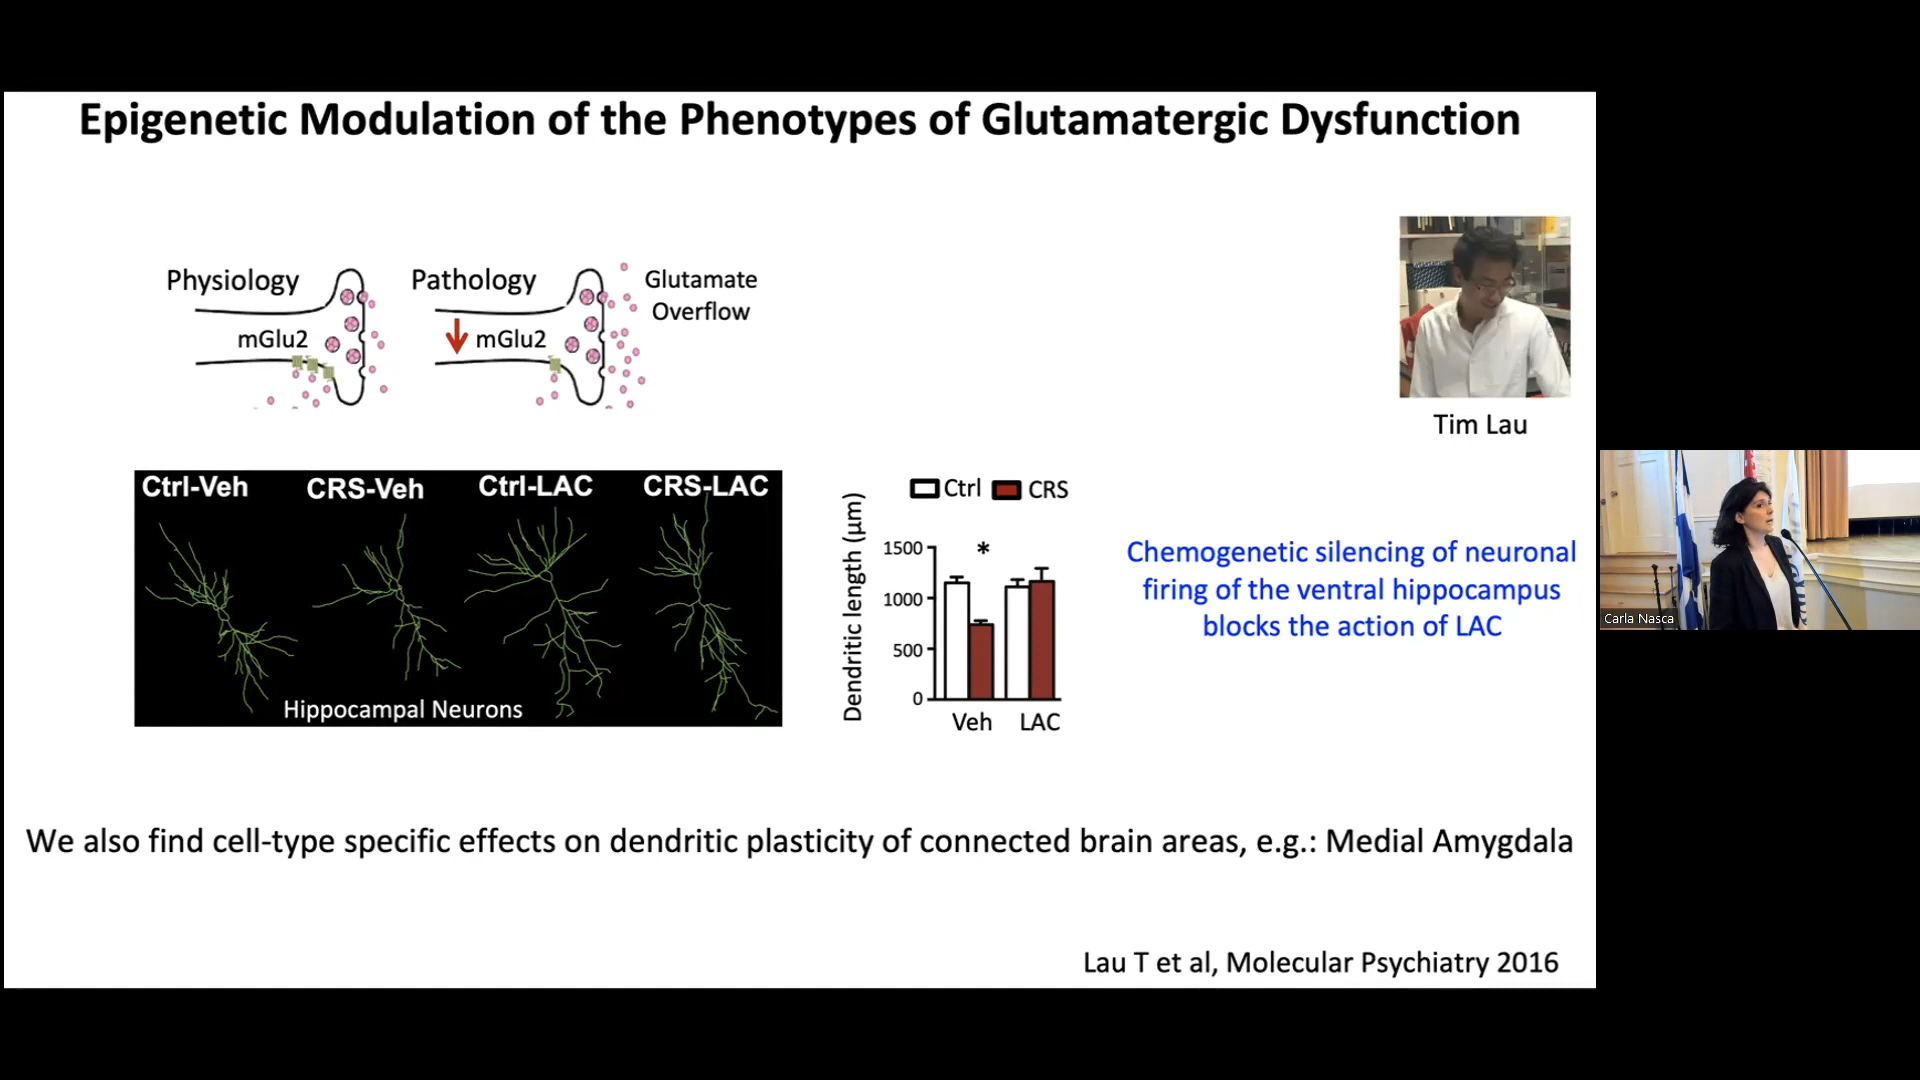 Epigenetic Modulation of the Phenotypes of Glutamatergic Dysfunction
Physiology
mGlu2
Pathology
mGlu2
Glutamate
Overflow
Tim Lau
Ctrl-Veh
CRS-Veh
Ctrl-LAC
CRS-LAC
Hippocampal Neurons
Ctrl
CRS
Dendritic length (µm)
1500
1000
500
0
*
Veh
LAC
Chemogenetic silencing of neuronal
firing of the ventral hippocampus
blocks the action of LAC
Carla Nasca
We also find cell-type specific effects on dendritic plasticity of connected brain areas, e.g.: Medial Amygdala
Lau T et al, Molecular Psychiatry 2016